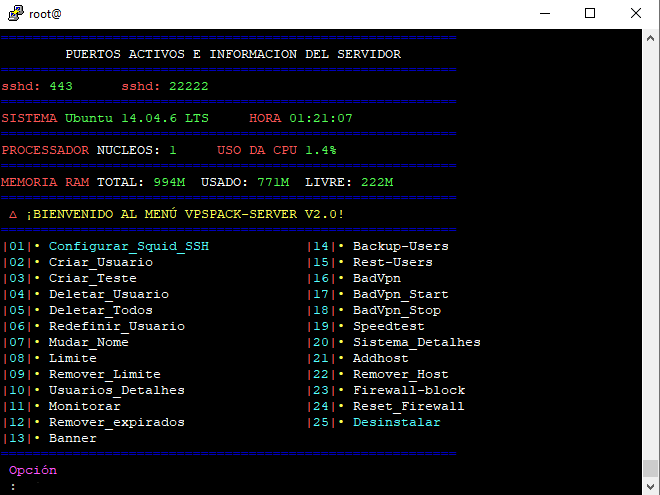 root@
PUERTOS ACTIVOS E INFORMACION DEL SERVIDOR
sshd: 443 sshd: 22222
SISTEMA Ubuntu 14.04.6 LTS HORA 01:21:07
PROCESSADOR NUCLEOS: 1 USO DA CPU 1.4%
MEMORIA RAM TOTAL: 994M USADO: 771M LIVRE: 222M
∆ ¡BIENVENIDO AL MENÚ VPSPACK-SERVER V2.0!
|01|• Configurar_Squid_SSH |14|• Backup-Users
|02|• Criar_Usuario |15|• Rest-Users
|03|• Criar_Teste |16|• BadVpn
|04|• Deletar_Usuario |17|• BadVpn_Start
|05|• Deletar_Todos |18|• BadVpn_Stop
|06|• Redefinir_Usuario |19|• Speedtest
|07|• Mudar_Nome |20|• Sistema_Detalhes
|08|• Limite |21|• Addhost
|09|• Remover_Limite |22|• Remover_Host
|10|• Usuarios_Detalhes |23|• Firewall-block
|11|• Monitorar |24|• Reset_Firewall
|12|• Remover_expirados |25|• Desinstalar
|13|• Banner
Opción
: